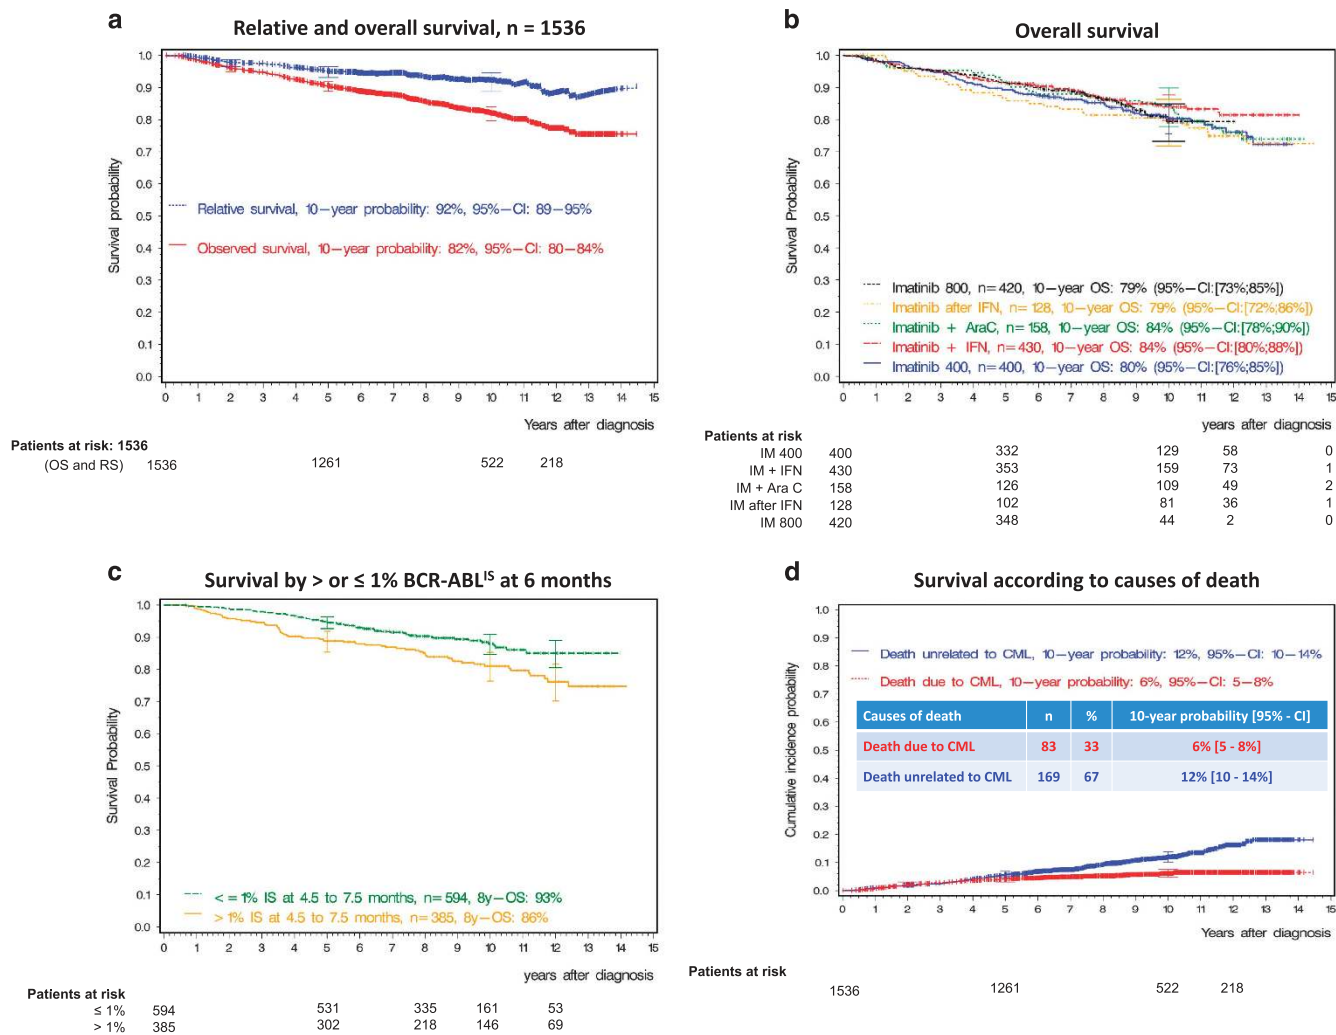 a
Relative and overall survival, n = 1536
Survival probability
1.0
0.9
0.8
0.7
0.6
0.5
0.4
0.3
0.2
0.1
0.0
Relative survival, 10−year probability: 92%, 95%−CI: 89−95%
Observed survival, 10−year probability: 82%, 95%−CI: 80−84%
0 1 2 3 4 5 6 7 8 9 10 11 12 13 14 15
Years after diagnosis
Patients at risk: 1536
(OS and RS) 1536 1261 522 218
b
Overall survival
Survival Probability
1.0
0.9
0.8
0.7
0.6
0.5
0.4
0.3
0.2
0.1
0.0
Imatinib 800, n=420, 10−year OS: 79% (95%−CI:[73%;85%])
Imatinib after IFN, n=128, 10−year OS: 79% (95%−CI:[72%;86%])
Imatinib + AraC, n=158, 10−year OS: 84% (95%−CI:[78%;90%])
Imatinib + IFN, n=430, 10−year OS: 84% (95%−CI:[80%;88%])
Imatinib 400, n=400, 10−year OS: 80% (95%−CI:[76%;85%])
0 1 2 3 4 5 6 7 8 9 10 11 12 13 14 15
years after diagnosis
Patients at risk
IM 400 400 332 129 58 0
IM + IFN 430 353 159 73 1
IM + Ara C 158 126 109 49 2
IM after IFN 128 102 81 36 1
IM 800 420 348 44 2 0
c
Survival by > or ≤ 1% BCR-ABLIS at 6 months
Survival Probability
1.0
0.9
0.8
0.7
0.6
0.5
0.4
0.3
0.2
0.1
0.0
<=1% IS at 4.5 to 7.5 months, n=594, 8y−OS: 93%
>1% IS at 4.5 to 7.5 months, n=385, 8y−OS: 86%
0 1 2 3 4 5 6 7 8 9 10 11 12 13 14 15
years after diagnosis
Patients at risk
≤ 1% 594 531 335 161 53
> 1% 385 302 218 146 69
d
Survival according to causes of death
Cumulative incidence probability
1.0
0.9
0.8
0.7
0.6
0.5
0.4
0.3
0.2
0.1
0.0
Death unrelated to CML, 10−year probability: 12%, 95%−CI: 10−14%
Death due to CML, 10−year probability: 6%, 95%−CI: 5−8%
Causes of death n % 10-year probability [95% - CI]
Death due to CML 83 33 6% [5 - 8%]
Death unrelated to CML 169 67 12% [10 - 14%]
0 1 2 3 4 5 6 7 8 9 10 11 12 13 14 15
Years after diagnosis
Patients at risk
1536 1261 522 218